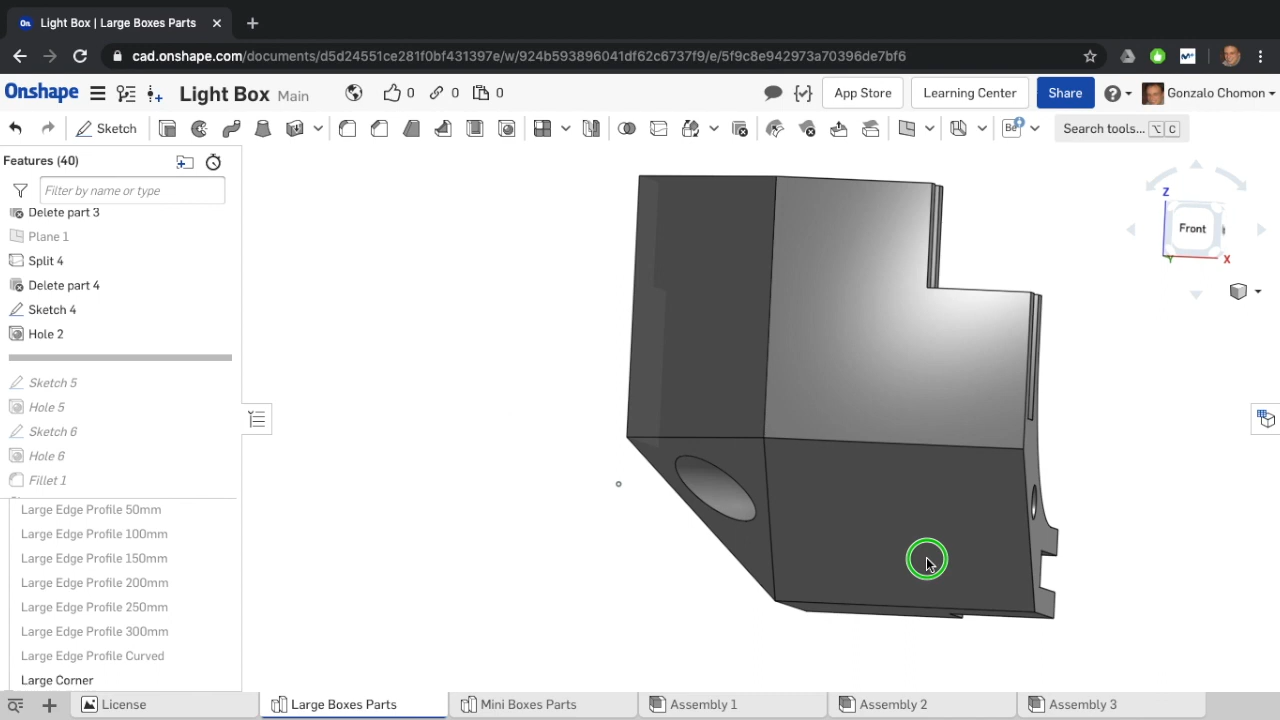 On Light Box | Large Boxes Parts
cad.onshape.com/documents/d5d24551ce281f0bf431397e/w/924b593896041df62c6737f9/e/5f9c8e942973a70396de7bf6
Onshape Light Box Main 0 0 0 App Store Learning Center Share Gonzalo Chomon
Sketch Search tools... ⌥ C
Features (40)
Filter by name or type
Delete part 3
Plane 1
Split 4
Delete part 4
Sketch 4
Hole 2
Sketch 5
Hole 5
Sketch 6
Hole 6
Fillet 1
Large Edge Profile 50mm
Large Edge Profile 100mm
Large Edge Profile 150mm
Large Edge Profile 200mm
Large Edge Profile 250mm
Large Edge Profile 300mm
Large Edge Profile Curved
Large Corner
Z
Front
Y X
License Large Boxes Parts Mini Boxes Parts Assembly 1 Assembly 2 Assembly 3